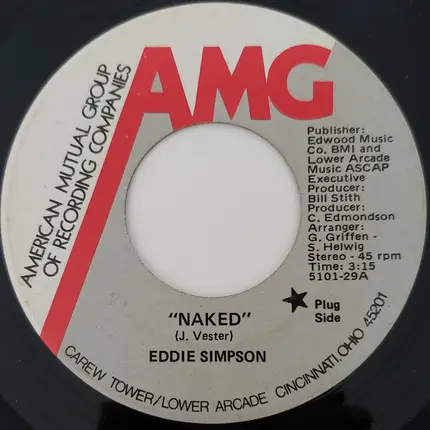 AMG
AMERICAN MUTUAL GROUP
OF RECORDING COMPANIES
Publisher:
Edwood Music
Co. BMI and
Lower Arcade
Music ASCAP
Executive
Producer:
Bill Stith
Producer:
C. Edmondson
Arranger:
G. Griffen -
S. Helwig
Stereo - 45 rpm
Time: 3:15
5101-29A
Plug
Side
"NAKED"
(J. Vester)
EDDIE SIMPSON
CAREW TOWER/LOWER ARCADE CINCINNATI, OHIO 45201